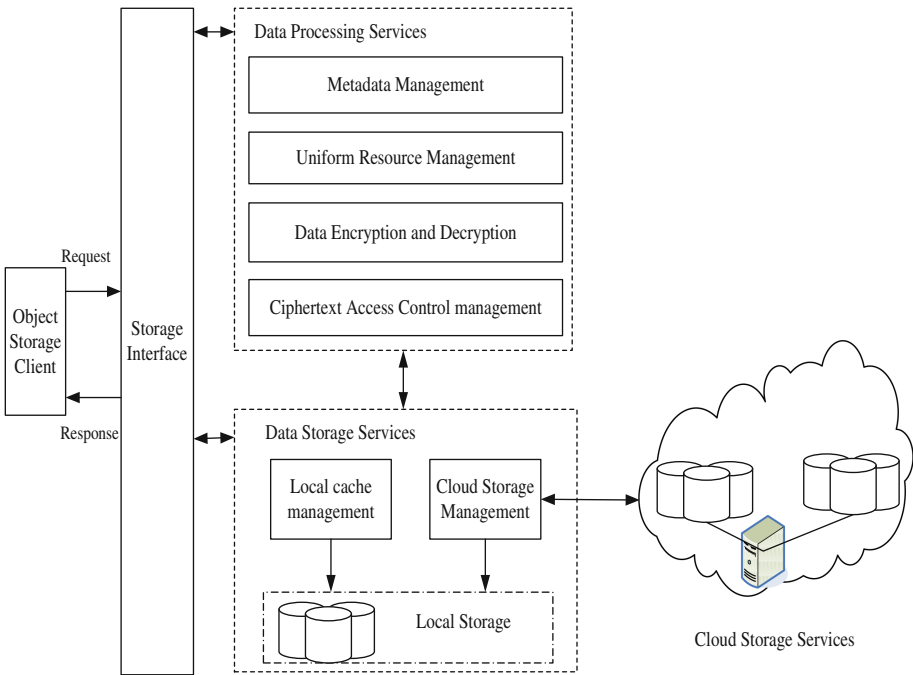 Data Processing Services
Metadata Management
Uniform Resource Management
Data Encryption and Decryption
Ciphertext Access Control management
Request
Object
Storage
Client
Response
Storage
Interface
Data Storage Services
Local cache
management
Cloud Storage
Management
Local Storage
Cloud Storage Services